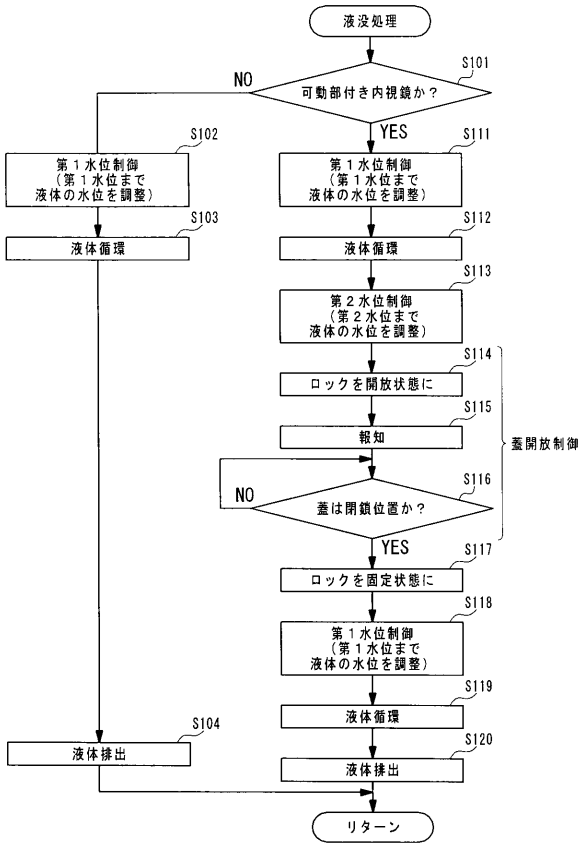 液没処理
S101
可動部付き内視鏡か?
NO
YES
S102
第1水位制御
(第1水位まで
液体の水位を調整)
S103
液体循環
S111
第1水位制御
(第1水位まで
液体の水位を調整)
S112
液体循環
S113
第2水位制御
(第2水位まで
液体の水位を調整)
S114
ロックを開放状態に
S115
報知
蓋開放制御
S116
蓋は閉鎖位置か?
NO
YES
S117
ロックを固定状態に
S118
第1水位制御
(第1水位まで
液体の水位を調整)
S119
液体循環
S104
液体排出
S120
液体排出
リターン